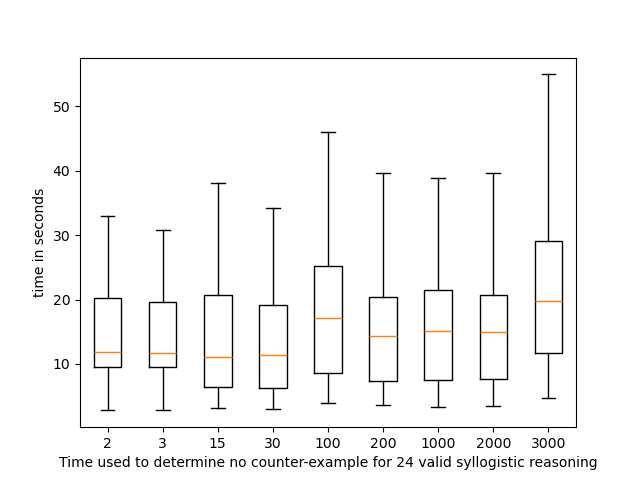 time in seconds
50
40
30
20
10
2 3 15 30 100 200 1000 2000 3000
Time used to determine no counter-example for 24 valid syllogistic reasoning